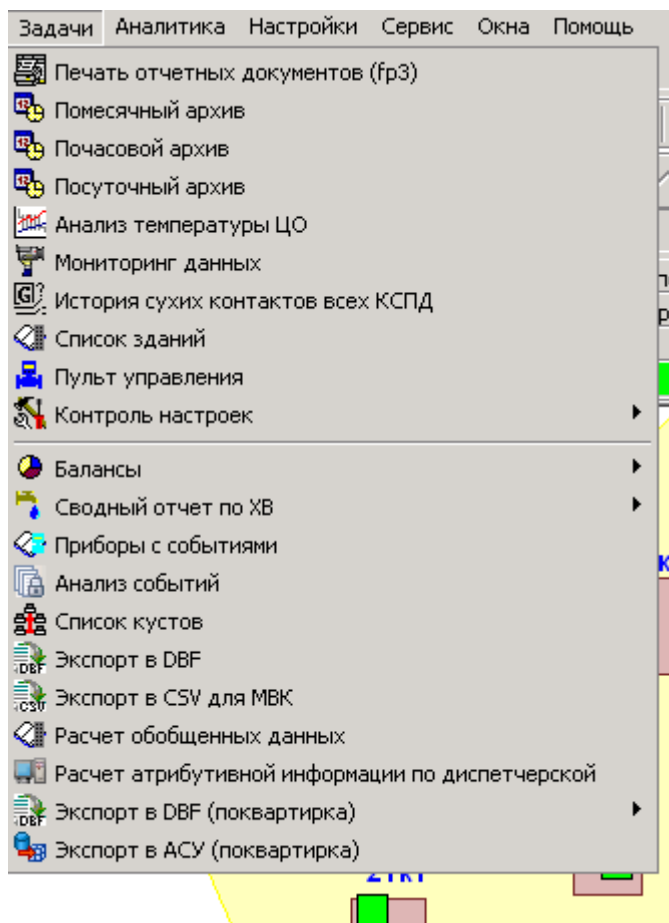 Задачи Аналитика Настройки Сервис Окна Помощь
Печать отчетных документов (fp3)
Помесячный архив
Почасовой архив
Посуточный архив
Анализ температуры ЦО
Мониторинг данных
История сухих контактов всех КСПД
Список зданий
Пульт управления
Контроль настроек
Балансы
Сводный отчет по ХВ
Приборы с событиями
Анализ событий
Список кустов
Экспорт в DBF
Экспорт в CSV для МВК
Расчет обобщенных данных
Расчет атрибутивной информации по диспетчерской
Экспорт в DBF (поквартирка)
Экспорт в АСУ (поквартирка)